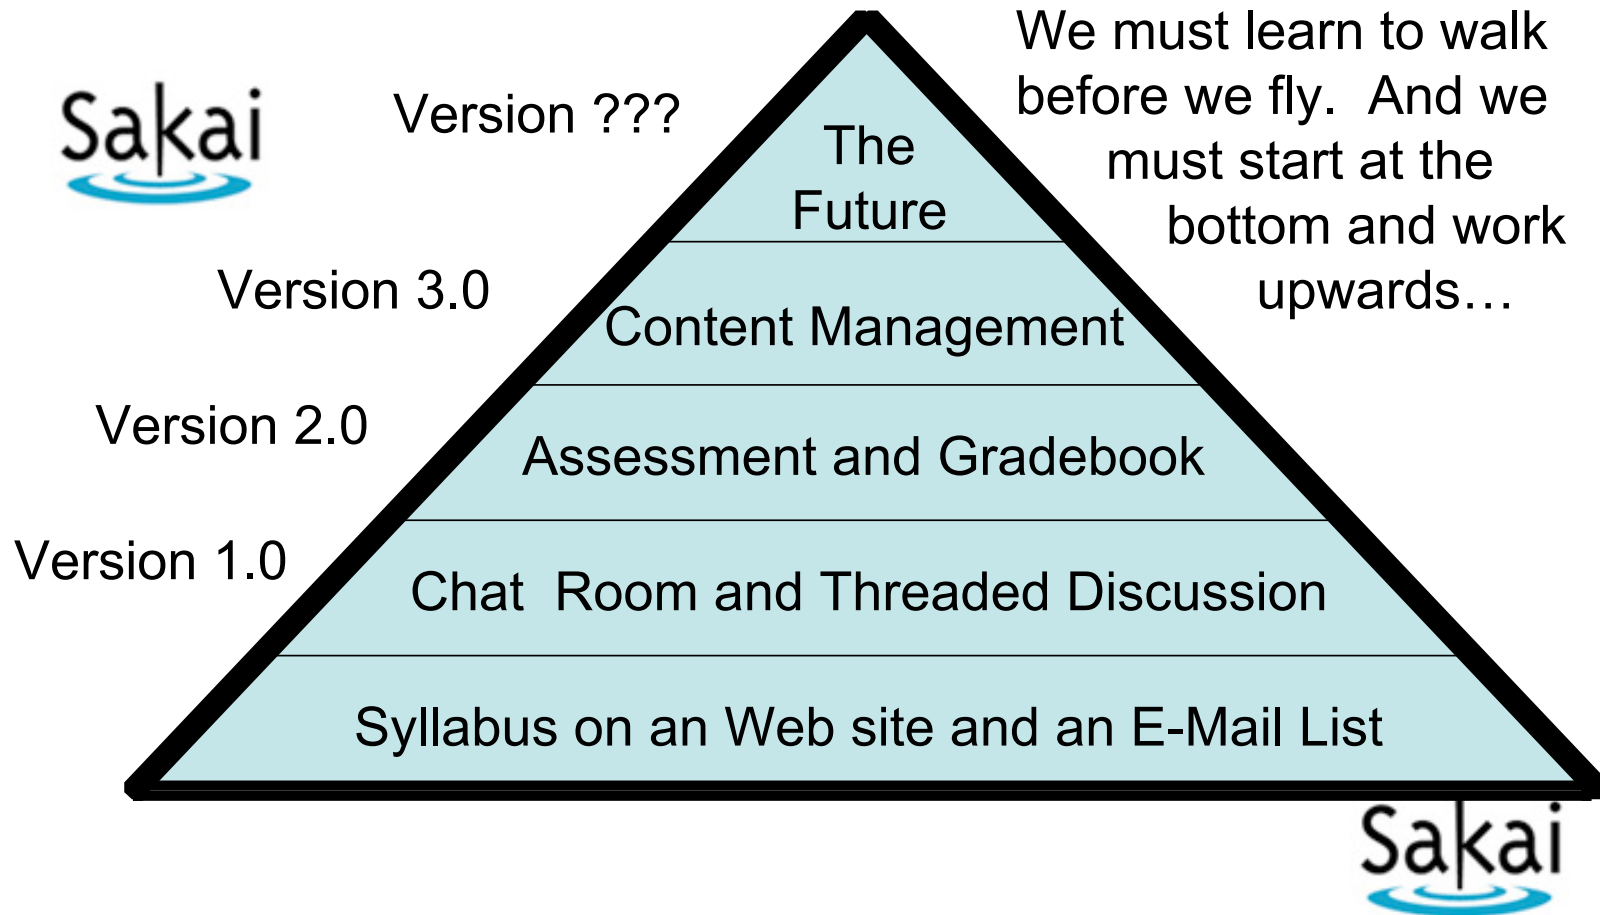 We must learn to walk
before we fly.  And we
must start at the
bottom and work
upwards…
Sakai
Version ???
The
Future
Version 3.0
Content Management
Version 2.0
Assessment and Gradebook
Version 1.0
Chat  Room and Threaded Discussion
Syllabus on an Web site and an E-Mail List
Sakai